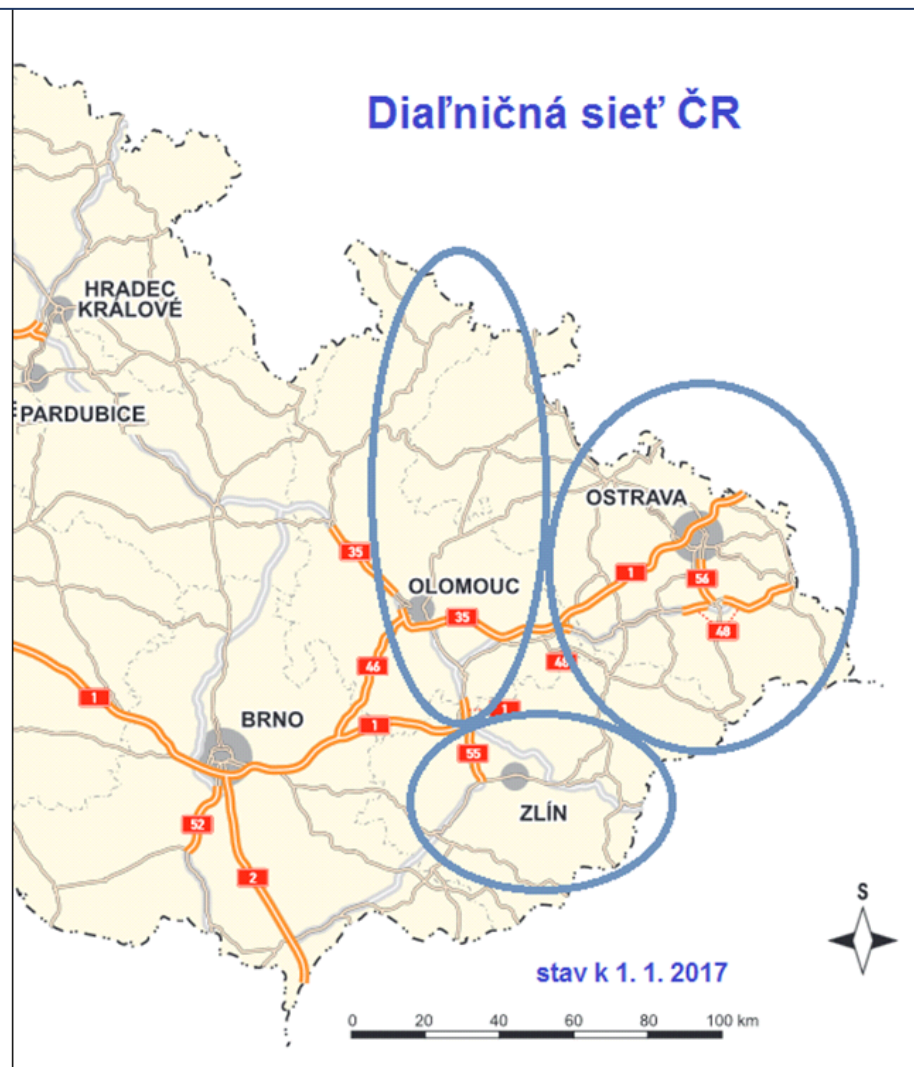 Diaľničná sieť ČR
HRADEC
KRÁLOVÉ
PARDUBICE
OSTRAVA
35
1
56
OLOMOUC
35
48
46
1
1
BRNO
1
55
ZLÍN
52
2
S
stav k 1. 1. 2017
0 20 40 60 80 100 km